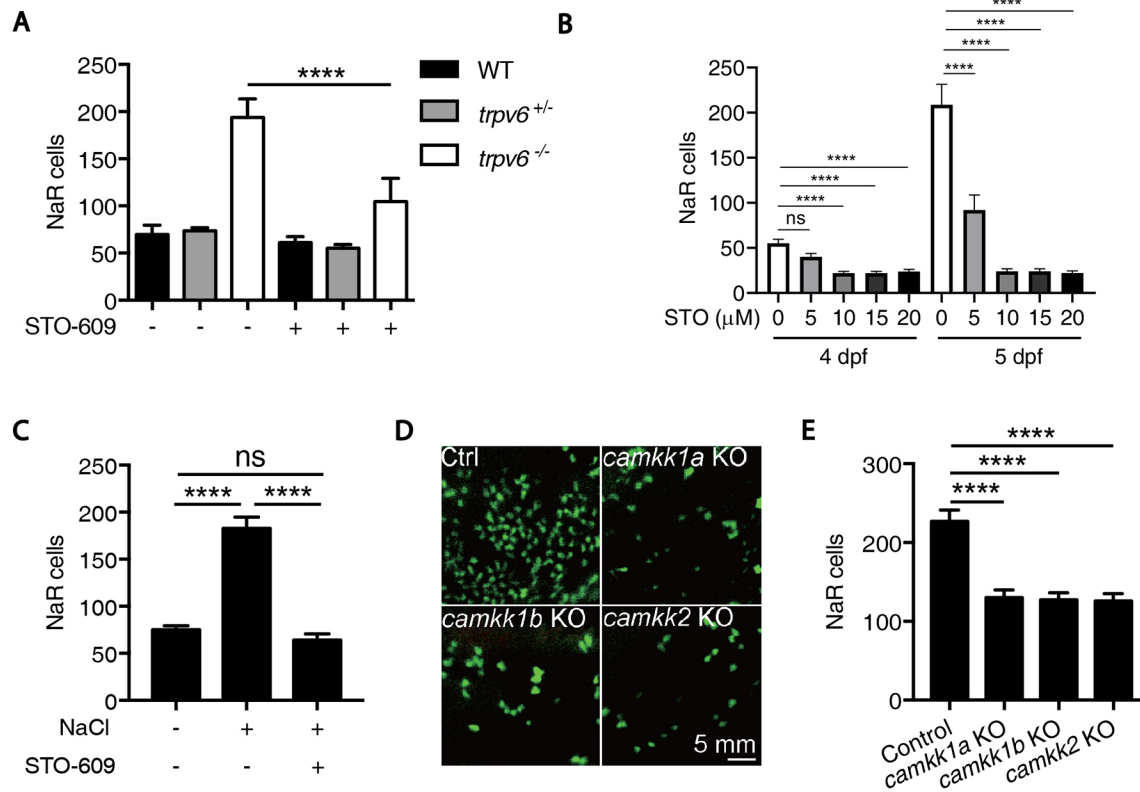 A
250
200
150
100
50
0
NaR cells
****
WT
trpv6 +/-
trpv6 -/-
STO-609 - - - + + +
B
250
200
150
100
50
0
NaR cells
****
****
****
ns
****
****
****
****
STO (μM) 0 5 10 15 20 0 5 10 15 20
4 dpf 5 dpf
C
250
200
150
100
50
0
NaR cells
ns
**** ****
NaCl - + +
STO-609 - - +
D
Ctrl camkk1a KO
camkk1b KO camkk2 KO
5 mm
E
300
200
100
0
NaR cells
****
****
****
Control
camkk1a KO
camkk1b KO
camkk2 KO